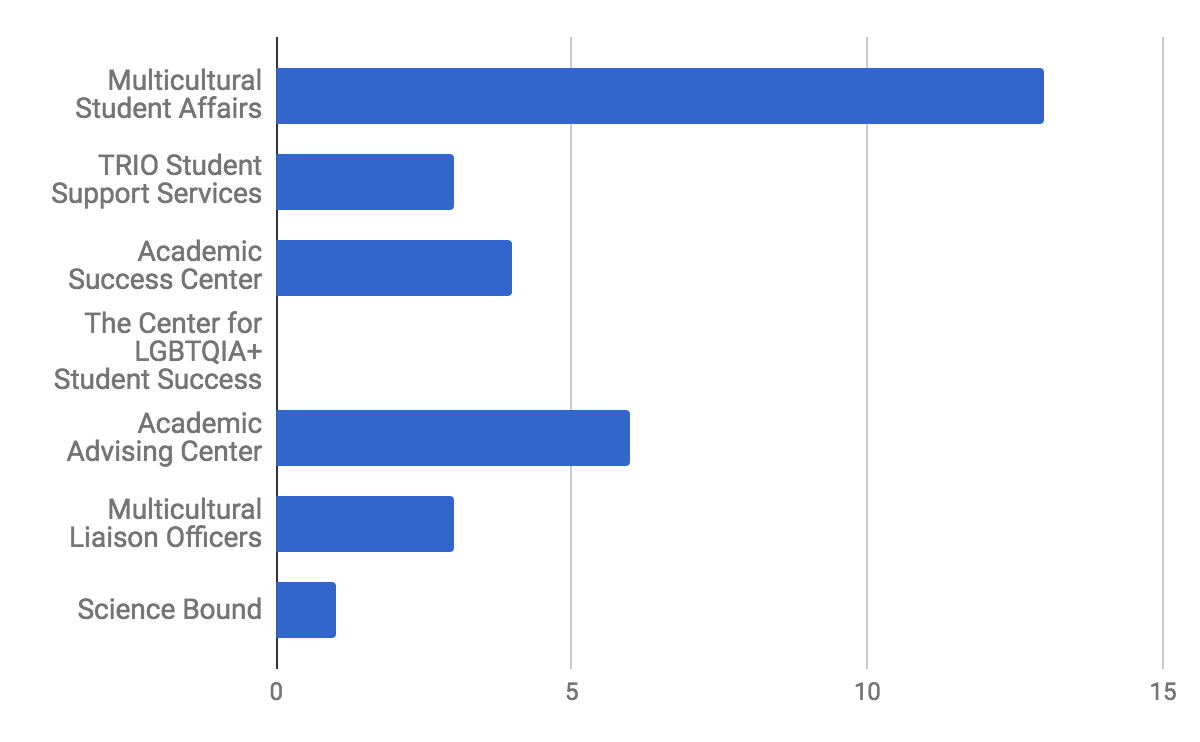 Multicultural
Student Affairs
TRIO Student
Support Services
Academic
Success Center
The Center for
LGBTQIA+
Student Success
Academic
Advising Center
Multicultural
Liaison Officers
Science Bound
0
5
10
15